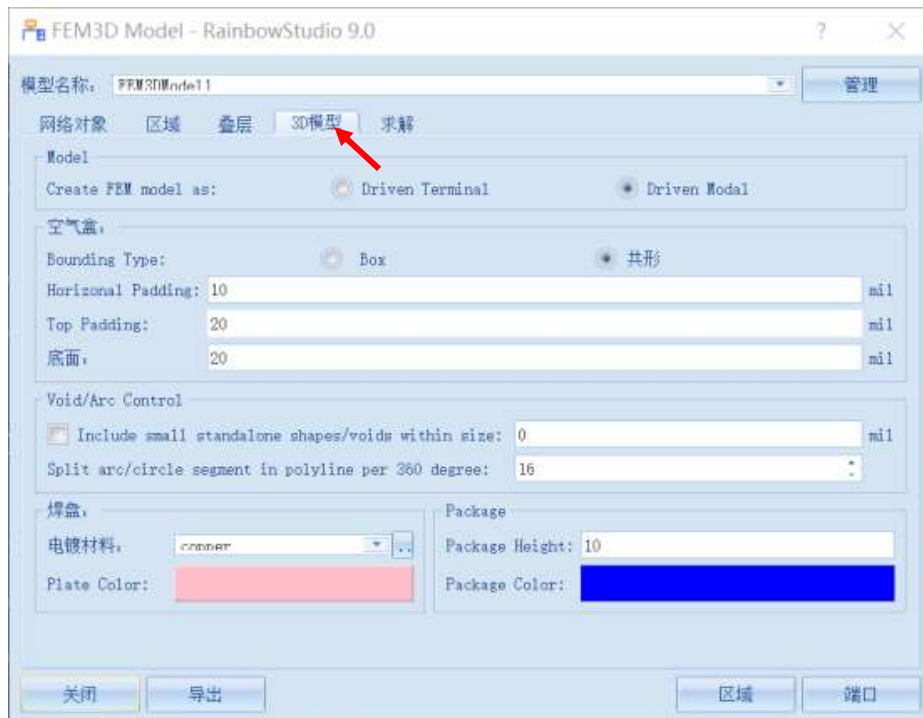 FEM3D Model - RainbowStudio 9.0 ?
模型名称: FEM3DModel1 管理
网络对象 区域 叠层 3D模型 求解
Model
Create FEM model as: Driven Terminal Driven Modal
空气盒:
Bounding Type: Box 共形
Horizonal Padding: 10 mil
Top Padding: 20 mil
底面: 20 mil
Void/Arc Control
Include small standalone shapes/voids within size: 0 mil
Split arc/circle segment in polyline per 360 degree: 16
焊盘: Package
电镀材料: copper .. Package Height: 10
Plate Color: Package Color:
关闭 导出 区域 端口